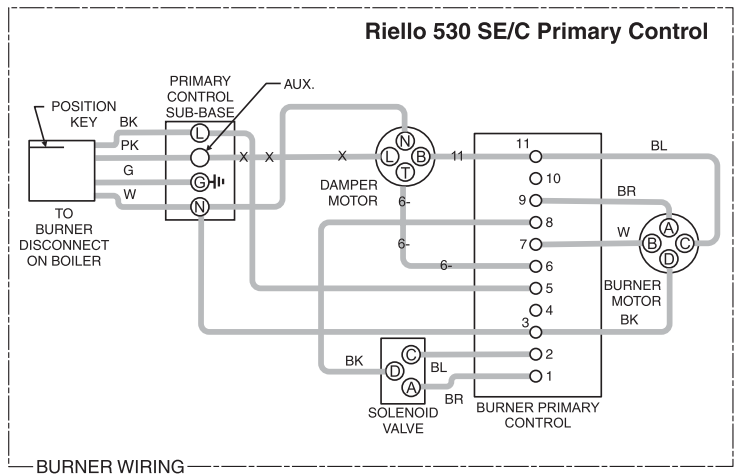 Riello 530 SE/C Primary Control
POSITION
KEY
BK
PK
G
W
TO
BURNER
DISCONNECT
ON BOILER
PRIMARY
CONTROL
SUB-BASE
AUX.
L
G
N
X
X
X
N
L
B
T
DAMPER
MOTOR
11
6-
6-
6-
11
10
9
8
7
6
5
4
3
2
1
BL
BR
W
BK
A
B
C
D
BURNER
MOTOR
BK
C
D
A
BL
BR
SOLENOID
VALVE
BURNER PRIMARY
CONTROL
BURNER WIRING